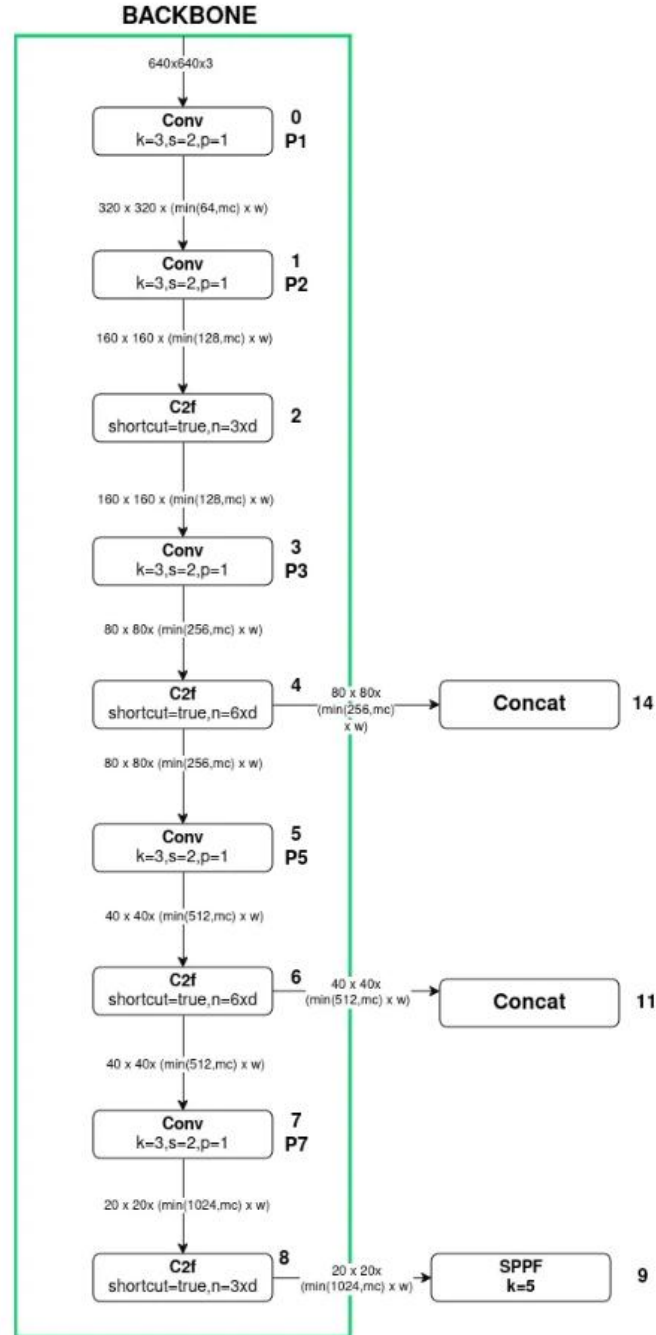 BACKBONE
640x640x3
Conv
k=3,s=2,p=1
0
P1
320 x 320 x (min(64,mc) x w)
Conv
k=3,s=2,p=1
1
P2
160 x 160 x (min(128,mc) x w)
C2f
shortcut=true,n=3xd
2
160 x 160 x (min(128,mc) x w)
Conv
k=3,s=2,p=1
3
P3
80 x 80x (min(256,mc) x w)
C2f
shortcut=true,n=6xd
4
80 x 80x
(min(256,mc)
x w)
Concat
14
80 x 80x (min(256,mc) x w)
Conv
k=3,s=2,p=1
5
P5
40 x 40x (min(512,mc) x w)
C2f
shortcut=true,n=6xd
6
40 x 40x
(min(512,mc) x w)
Concat
11
40 x 40x (min(512,mc) x w)
Conv
k=3,s=2,p=1
7
P7
20 x 20x (min(1024,mc) x w)
C2f
shortcut=true,n=3xd
8
20 x 20x
(min(1024,mc) x w)
SPPF
k=5
9